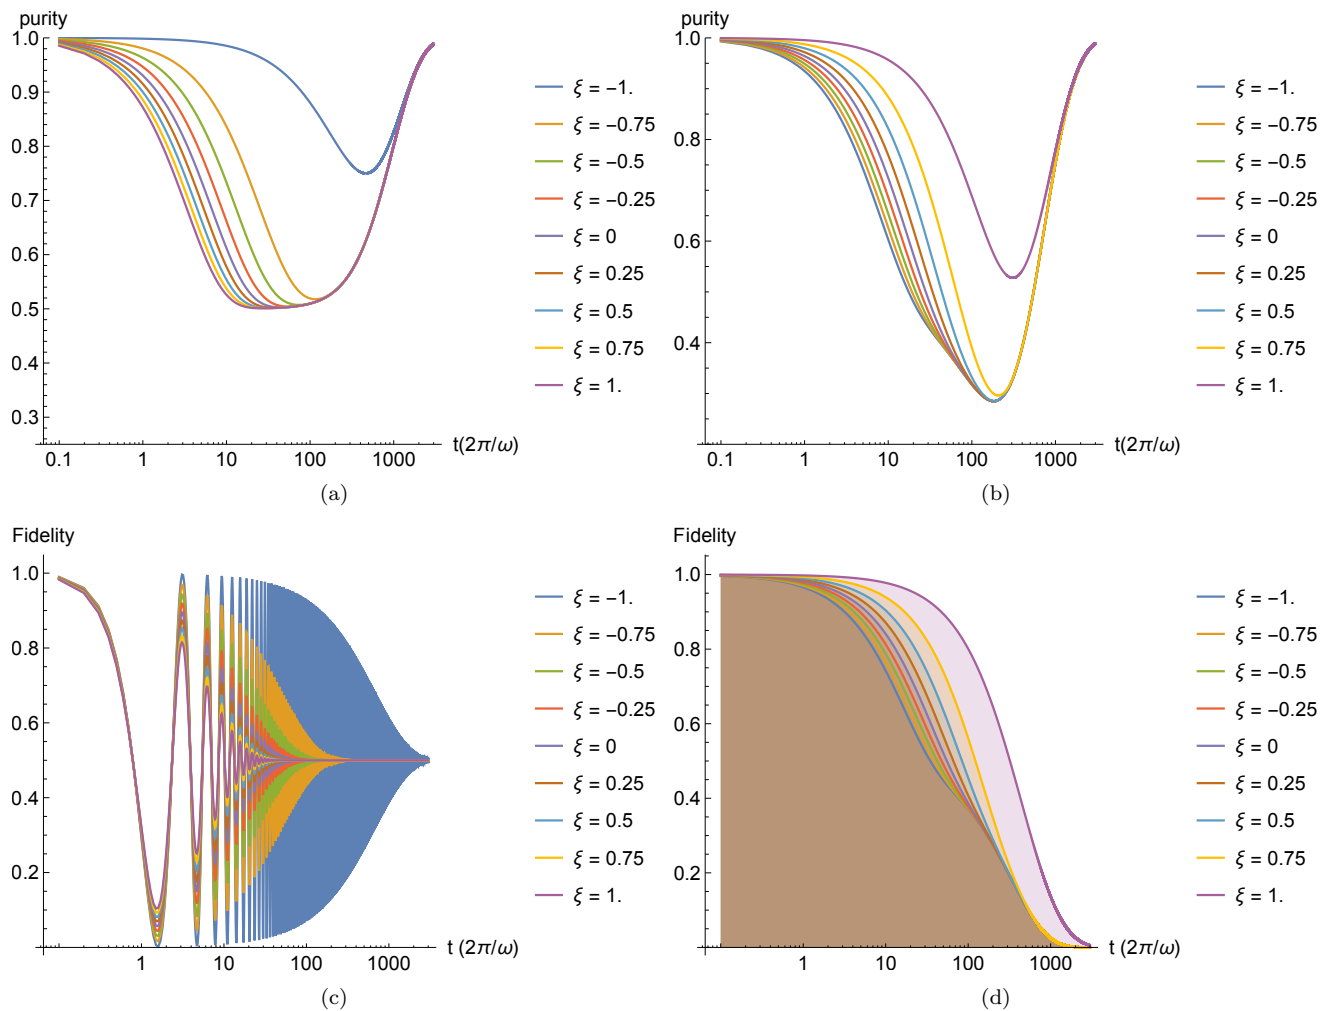 purity
1.0
0.9
0.8
0.7
0.6
0.5
0.4
0.3
0.1
1
10
100
1000
t(2π/ω)
ξ = -1.
ξ = -0.75
ξ = -0.5
ξ = -0.25
ξ = 0
ξ = 0.25
ξ = 0.5
ξ = 0.75
ξ = 1.
(a)
purity
1.0
0.8
0.6
0.4
0.1
1
10
100
1000
t(2π/ω)
ξ = -1.
ξ = -0.75
ξ = -0.5
ξ = -0.25
ξ = 0
ξ = 0.25
ξ = 0.5
ξ = 0.75
ξ = 1.
(b)
Fidelity
1.0
0.8
0.6
0.4
0.2
1
10
100
1000
t (2π/ω)
ξ = -1.
ξ = -0.75
ξ = -0.5
ξ = -0.25
ξ = 0
ξ = 0.25
ξ = 0.5
ξ = 0.75
ξ = 1.
(c)
Fidelity
1.0
0.8
0.6
0.4
0.2
1
10
100
1000
t (2π/ω)
ξ = -1.
ξ = -0.75
ξ = -0.5
ξ = -0.25
ξ = 0
ξ = 0.25
ξ = 0.5
ξ = 0.75
ξ = 1.
(d)